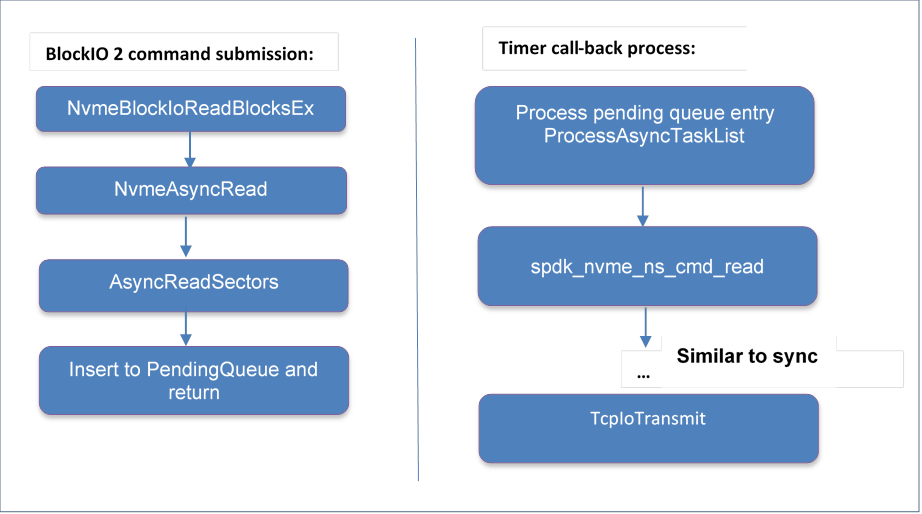 BlockIO 2 command submission:
NvmeBlockIoReadBlocksEx
NvmeAsyncRead
AsyncReadSectors
Insert to PendingQueue and
return
Timer call-back process:
Process pending queue entry
ProcessAsyncTaskList
spdk_nvme_ns_cmd_read
Similar to sync
...
TcpIoTransmit